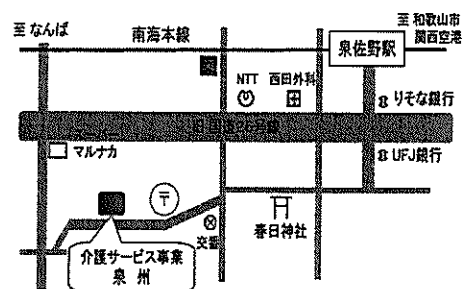 至 なんば
南海本線
至 和歌山市
関西空港
泉佐野駅
NTT
西田外科
りそな銀行
旧国道26号線
マルナカ
UFJ銀行
〒
交番
春日神社
介護サービス事業
泉 州